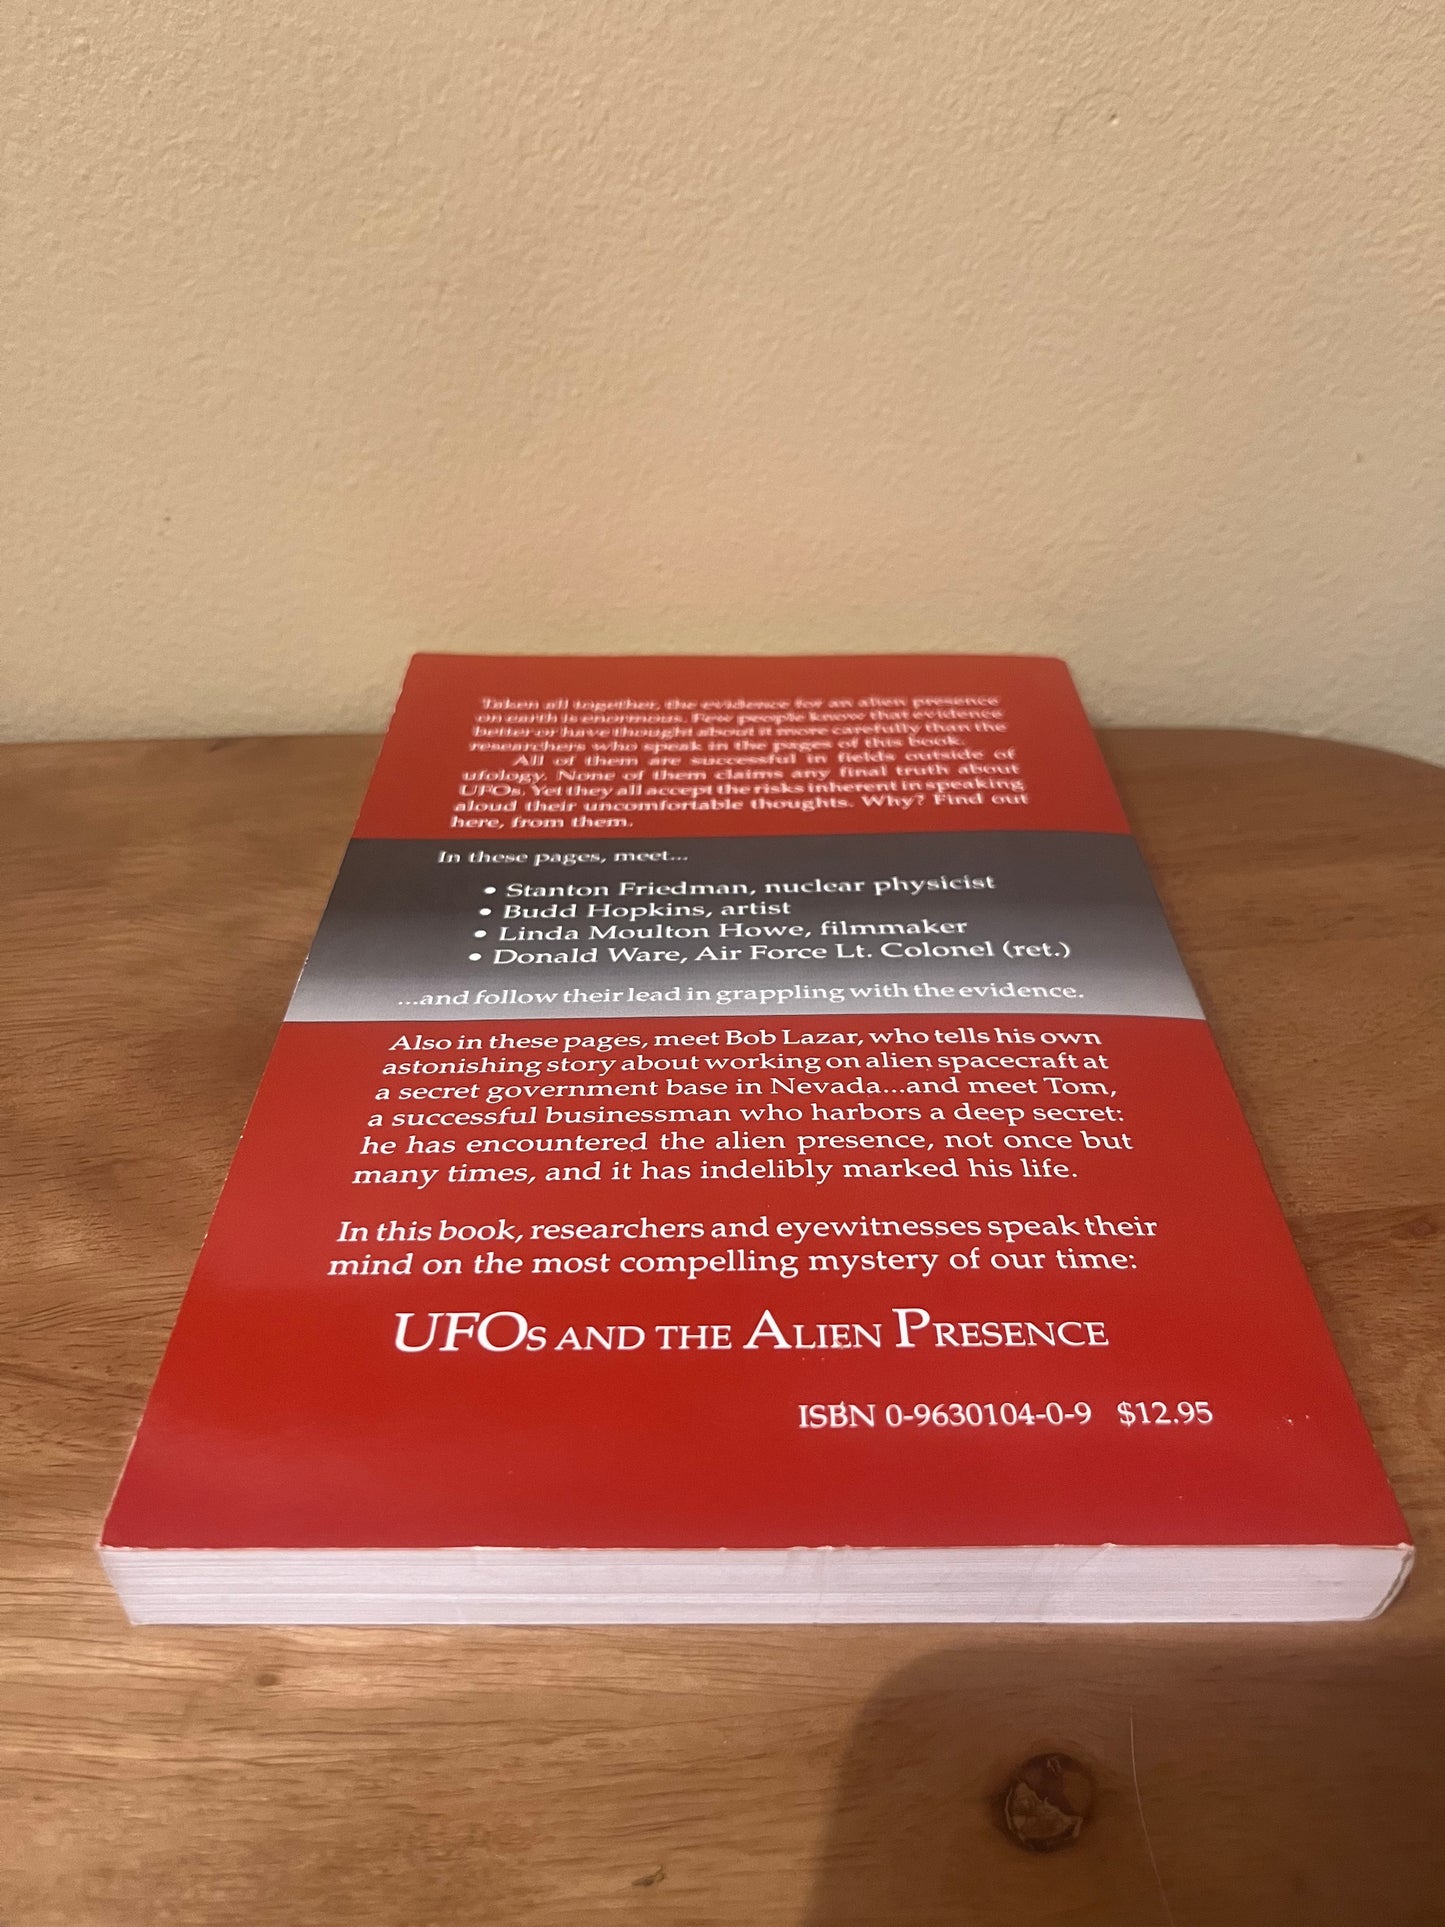 Taken all together, the evidence for an alien presence
on earth is enormous. Few people know that evidence
better or have thought about it more carefully than the
researchers who speak in the pages of this book.
All of them are successful in fields outside of
ufology. None of them claims any final truth about
UFOs. Yet they all accept the risks inherent in speaking
aloud their uncomfortable thoughts. Why? Find out
here, from them.
In these pages, meet...
• Stanton Friedman, nuclear physicist
• Budd Hopkins, artist
• Linda Moulton Howe, filmmaker
• Donald Ware, Air Force Lt. Colonel (ret.)
...and follow their lead in grappling with the evidence.
Also in these pages, meet Bob Lazar, who tells his own
astonishing story about working on alien spacecraft at
a secret government base in Nevada...and meet Tom,
a successful businessman who harbors a deep secret:
he has encountered the alien presence, not once but
many times, and it has indelibly marked his life.
In this book, researchers and eyewitnesses speak their
mind on the most compelling mystery of our time:
UFOs AND THE ALIEN PRESENCE
ISBN 0-9630104-0-9 $12.95